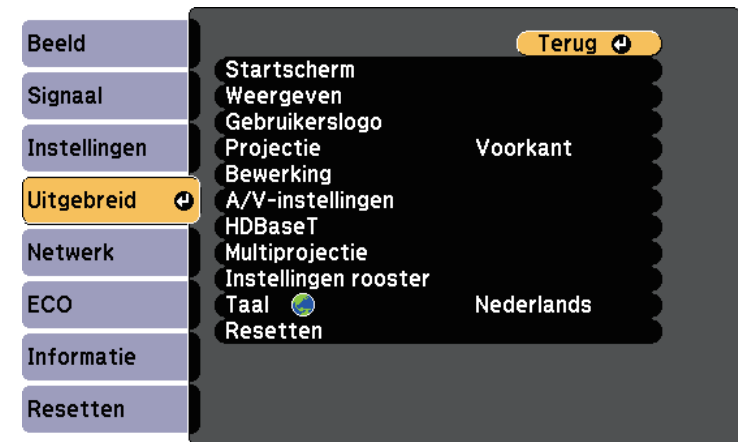 Beeld
Signaal
Instellingen
Uitgebreid
Netwerk
ECO
Informatie
Resetten
Terug
Startscherm
Weergeven
Gebruikerslogo
Projectie Voorkant
Bewerking
A/V-instellingen
HDBaseT
Multiprojectie
Instellingen rooster
Taal Nederlands
Resetten